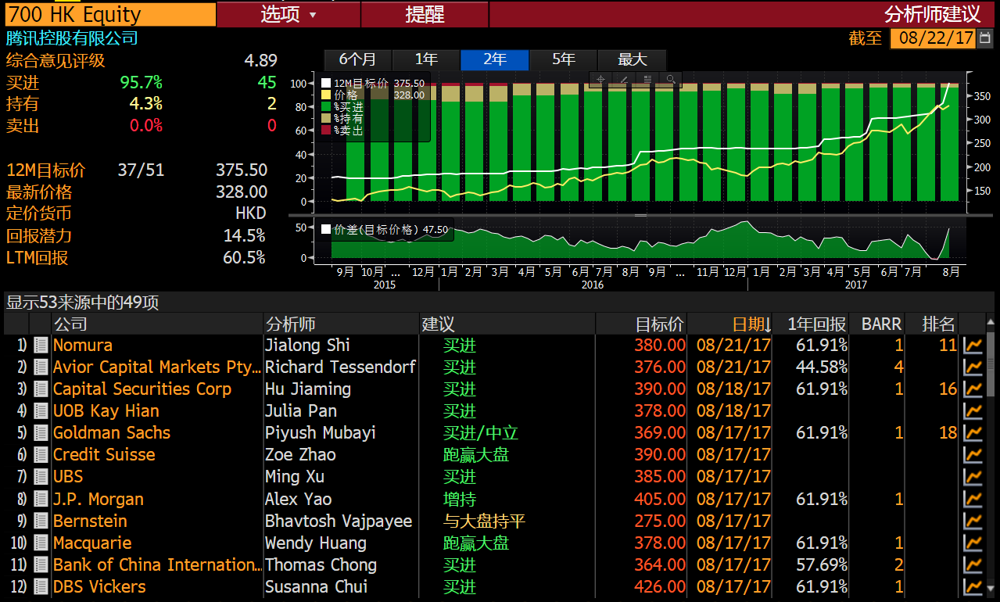 700 HK Equity 选项 提醒 分析师建议
腾讯控股有限公司 截至 08/22/17
综合意见评级 4.89
买进 95.7% 45
持有 4.3% 2
卖出 0.0% 0
12M目标价 37/51 375.50
最新价格 328.00
定价货币 HKD
回报潜力 14.5%
LTM回报 60.5%
6个月 1年 2年 5年 最大
12M目标价 375.50
价格 328.00
%买进
%持有
%卖出
100
80
60
40
20
0
350
300
250
200
150
价差(目标价格) 47.50
50
0
9月 10月 ... 12月 1月 2月 3月 4月 5月 6月 7月 8月 9月 ... 11月 12月 1月 2月 3月 4月 5月 6月 7月 8月
2015 2016 2017
显示53来源中的49项
公司 分析师 建议 目标价 日期↓ 1年回报 BARR 排名
1) Nomura Jialong Shi 买进 380.00 08/21/17 61.91% 1 11
2) Avior Capital Markets Pty... Richard Tessendorf 买进 376.00 08/21/17 44.58% 4
3) Capital Securities Corp Hu Jiaming 买进 390.00 08/18/17 61.91% 1 16
4) UOB Kay Hian Julia Pan 买进 378.00 08/18/17
5) Goldman Sachs Piyush Mubayi 买进/中立 369.00 08/17/17 61.91% 1 18
6) Credit Suisse Zoe Zhao 跑赢大盘 390.00 08/17/17
7) UBS Ming Xu 买进 385.00 08/17/17
8) J.P. Morgan Alex Yao 增持 405.00 08/17/17 61.91% 1
9) Bernstein Bhavtosh Vajpayee 与大盘持平 275.00 08/17/17
10) Macquarie Wendy Huang 跑赢大盘 378.00 08/17/17 61.91% 1
11) Bank of China Internation... Thomas Chong 买进 364.00 08/17/17 57.69% 2
12) DBS Vickers Susanna Chui 买进 426.00 08/17/17 61.91% 1